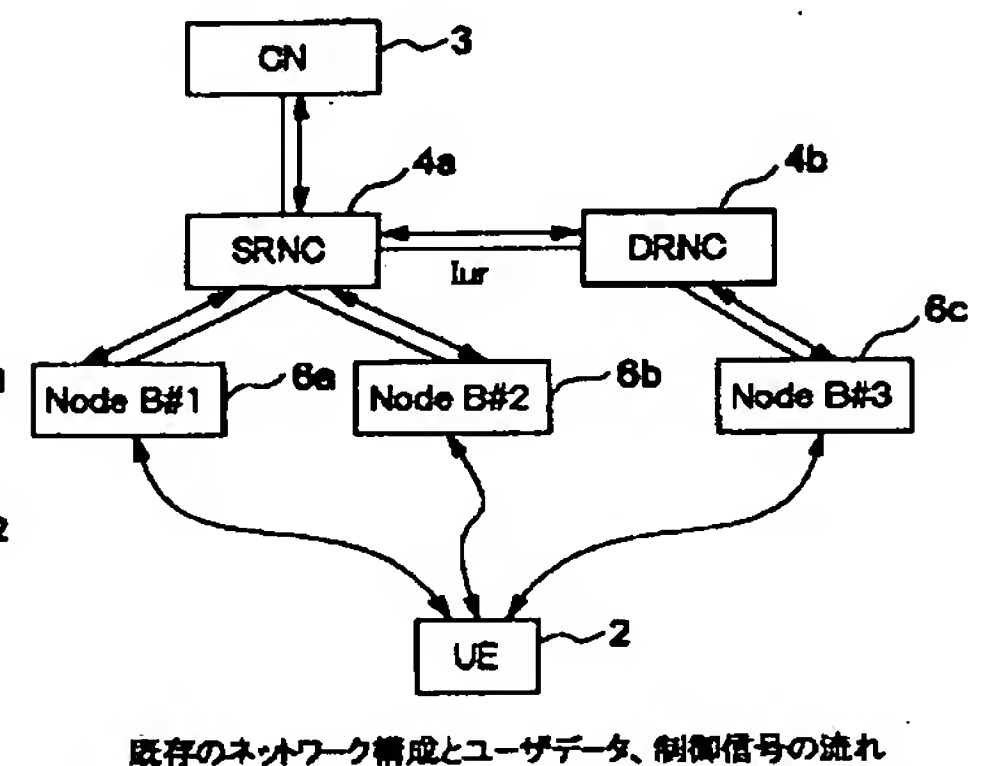 CN
3
4a
4b
SRNC
DRNC
Iur
6c
Node B#1
6a
Node B#2
6b
Node B#3
UE
2
既存のネットワーク構成とユーザデータ、制御信号の流れ